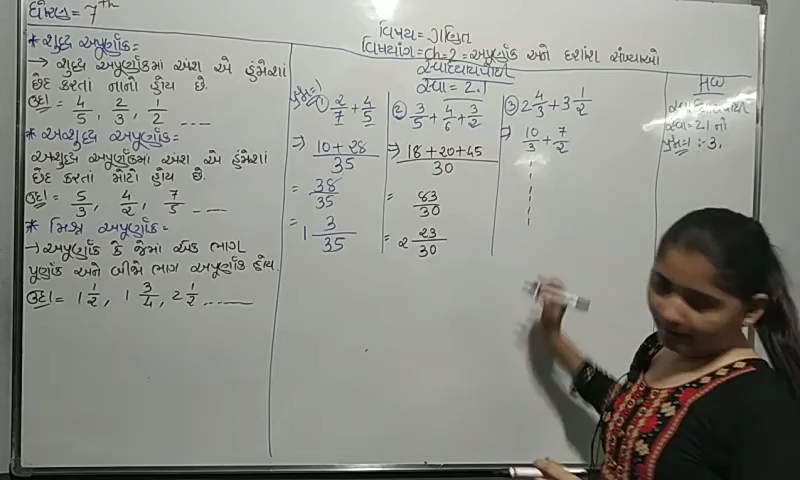 ધોરણ = 7th
વિષય = ગણિત
વિષયાંગ = Ch = 2 = અપૂર્ણાંક અને દશાંશ સંખ્યાઓ
સ્વાધ્યાયપોથી
સ્વા = 2.1
* શુદ્ધ અપૂર્ણાંક =
→ શુદ્ધ અપૂર્ણાંકમાં અંશ એ હંમેશાં
છેદ કરતાં નાનો હોય છે.
ઉદા = 4/5, 2/3, 1/2 ---
* અશુદ્ધ અપૂર્ણાંક =
અશુદ્ધ અપૂર્ણાંકમાં અંશ એ હંમેશાં
છેદ કરતાં મોટો હોય છે
ઉદા = 5/3, 4/2, 7/5 ---
* મિશ્ર અપૂર્ણાંક =
→ અપૂર્ણાંક કે જેમાં એક ભાગ
પૂર્ણાંક અને બીજો ભાગ અપૂર્ણાંક હોય.
ઉદા = 1 1/2, 1 3/4, 2 1/2 ------
પ્રશ્ન:1
① 2/7 + 4/5
⇒ 10+28/35
= 38/35
= 1 3/35
② 3/5 + 4/6 + 3/2
⇒ 18+20+45/30
= 83/30
= 2 23/30
③ 2 4/3 + 3 1/2
⇒ 10/3 + 7/2
સ્વા = 2.1 નો
પ્રશ્ન:1 :- 3,